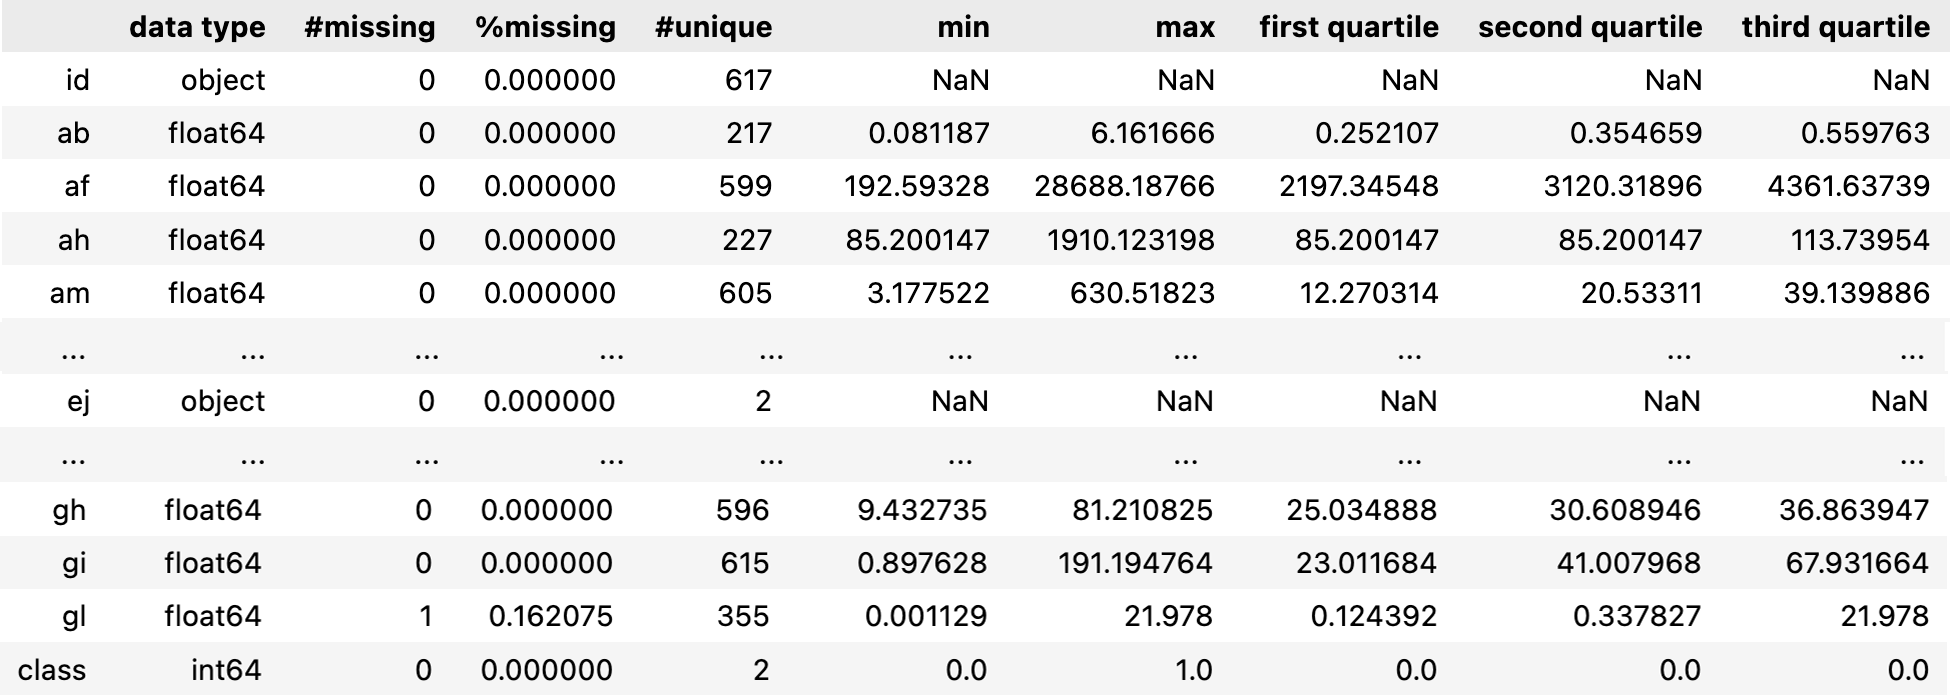 data type #missing %missing #unique min max first quartile second quartile third quartile
id object 0 0.000000 617 NaN NaN NaN NaN NaN
ab float64 0 0.000000 217 0.081187 6.161666 0.252107 0.354659 0.559763
af float64 0 0.000000 599 192.59328 28688.18766 2197.34548 3120.31896 4361.63739
ah float64 0 0.000000 227 85.200147 1910.123198 85.200147 85.200147 113.73954
am float64 0 0.000000 605 3.177522 630.51823 12.270314 20.53311 39.139886
... ... ... ... ... ... ... ... ... ...
ej object 0 0.000000 2 NaN NaN NaN NaN NaN
... ... ... ... ... ... ... ... ... ...
gh float64 0 0.000000 596 9.432735 81.210825 25.034888 30.608946 36.863947
gi float64 0 0.000000 615 0.897628 191.194764 23.011684 41.007968 67.931664
gl float64 1 0.162075 355 0.001129 21.978 0.124392 0.337827 21.978
class int64 0 0.000000 2 0.0 1.0 0.0 0.0 0.0